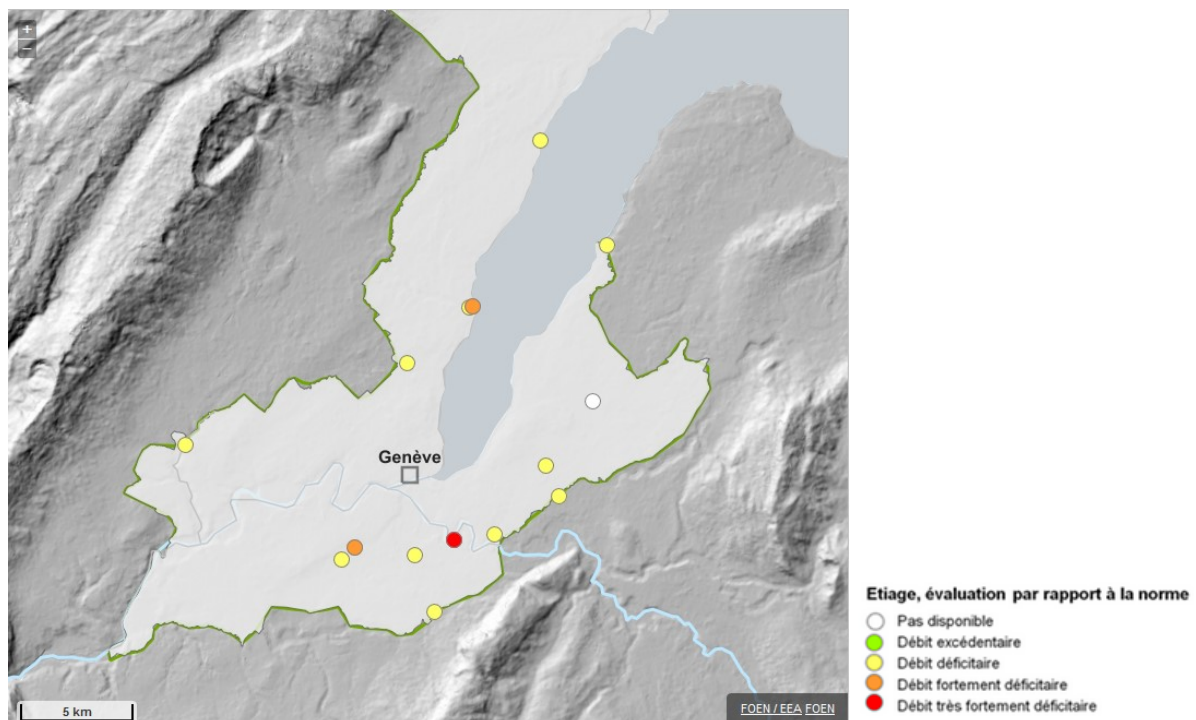 +
−
Genève
5 km
FOEN / EEA FOEN
Etiage, évaluation par rapport à la norme
Pas disponible
Débit excédentaire
Débit déficitaire
Débit fortement déficitaire
Débit très fortement déficitaire